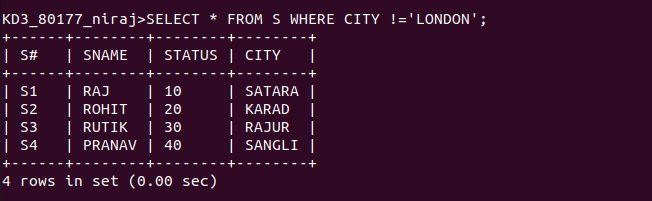 KD3_80177_niraj>SELECT * FROM S WHERE CITY !='LONDON';
+------+--------+--------+--------+
| S#   | SNAME  | STATUS | CITY   |
+------+--------+--------+--------+
| S1   | RAJ    | 10     | SATARA |
| S2   | ROHIT  | 20     | KARAD  |
| S3   | RUTIK  | 30     | RAJUR  |
| S4   | PRANAV | 40     | SANGLI |
+------+--------+--------+--------+
4 rows in set (0.00 sec)